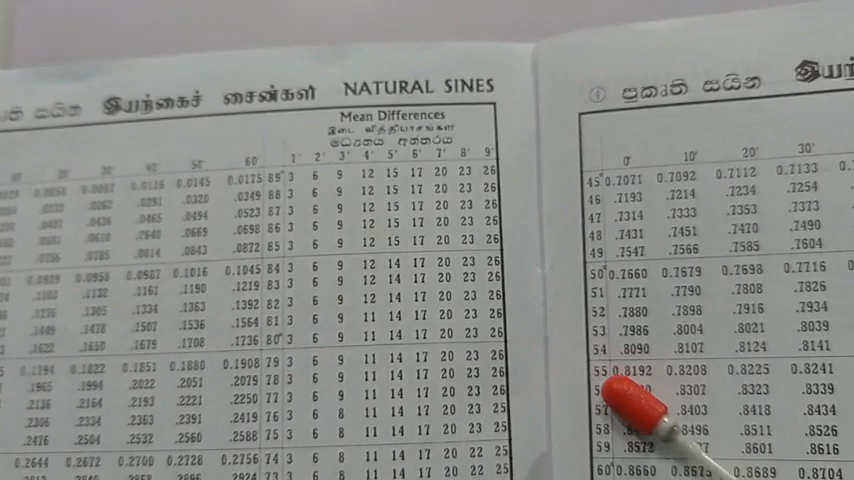 සයින இயற்கைச் சைன்கள் NATURAL SINES
Mean Differences
இடை வித்தியாசங்கள்
මධ්‍යන්‍යය අන්තරය
30' 40' 50' 60' 1' 2' 3' 4' 5' 6' 7' 8' 9'
0.0116 0.0145 0.0175 89° 3 6 9 12 15 17 20 23 26
.0291 .0320 .0349 88 3 6 9 12 15 17 20 23 26
.0436 .0465 .0494 .0523 87 3 6 9 12 15 17 20 23 26
.0640 .0669 .0698 86 3 6 9 12 15 17 20 23 26
.0785 .0814 .0843 .0872 85 3 6 9 12 15 17 20 23 26
0.0929 0.0958 0.0987 0.1016 0.1045 84 3 6 9 12 14 17 20 23 26
.1103 .1132 .1161 .1190 .1219 83 3 6 9 12 14 17 20 23 26
.1276 .1305 .1334 .1363 .1392 82 3 6 9 12 14 17 20 23 26
.1449 .1478 .1507 .1536 .1564 81 3 6 9 11 14 17 20 23 26
.1622 .1650 .1679 .1708 .1736 80° 3 6 9 11 14 17 20 23 26
0.1794 0.1822 0.1851 0.1880 0.1908 79 3 6 9 11 14 17 20 23 26
.1965 .1994 .2022 .2051 .2079 78 3 6 9 11 14 17 20 23 26
.2136 .2164 .2193 .2221 .2250 77 3 6 9 11 14 17 20 23 26
.2306 .2334 .2363 .2391 .2419 76 3 6 8 11 14 17 20 23 25
.2476 .2504 .2532 .2560 .2588 75 3 6 8 11 14 17 20 23 25
0.2644 0.2672 0.2700 0.2728 0.2756 74 3 6 8 11 14 17 20 22 25
.2924 73 3 6 8 11 14 17 20 22 25
ප්‍රකෘති සයින
0' 10' 20' 30'
45° 0.7071 0.7092 0.7112 0.7133
46 .7193 .7214 .7234 .7254
47 .7314 .7333 .7353 .7373
48 .7431 .7451 .7470 .7490
49 .7547 .7566 .7585 .7604
50° 0.7660 0.7679 0.7698 0.7716
51 .7771 .7790 .7808 .7826
52 .7880 .7898 .7916 .7934
53 .7986 .8004 .8021 .8039
54 .8090 .8107 .8124 .8141
55 0.8192 0.8208 0.8225 0.8241
.8307 .8323 .8339
57 .8403 .8418 .8434
58 .8496 .8511 .8526
59 .8572 .8601 .8616
60° 0.8660 0.8675 0.8689 0.8704